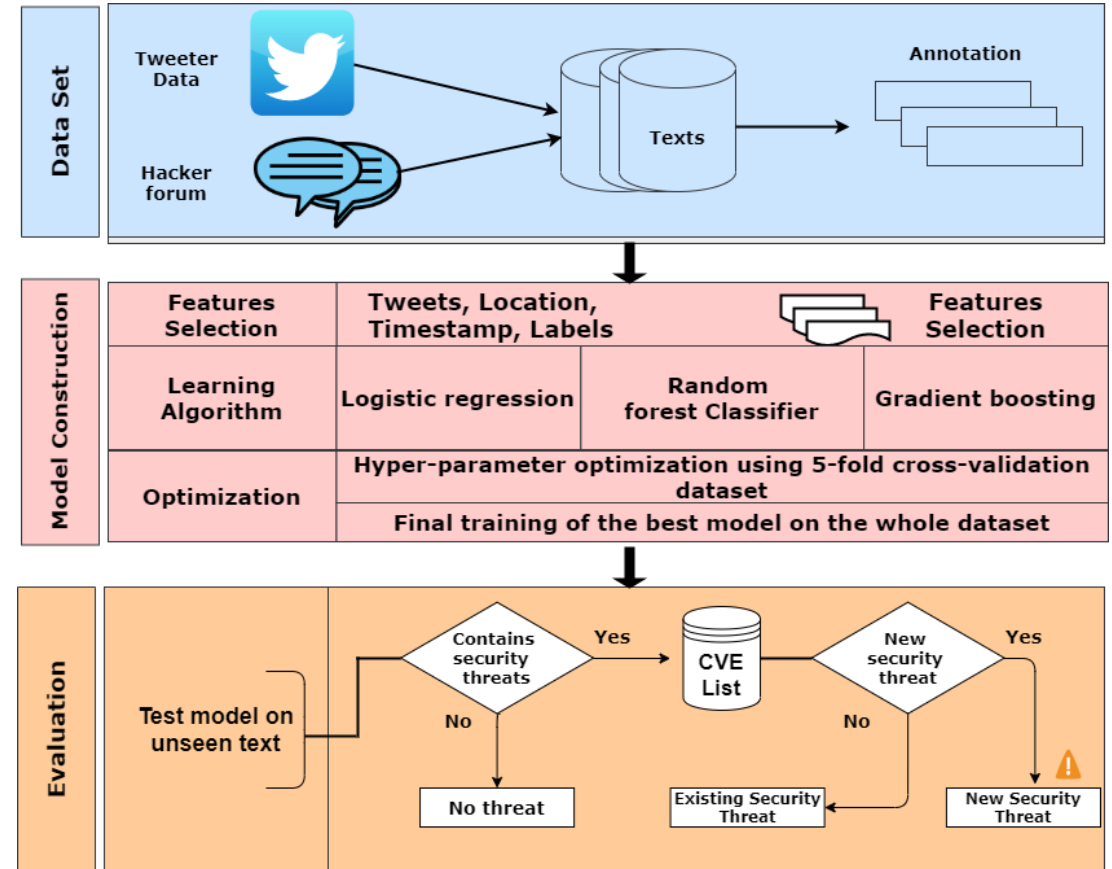 Data Set
Tweeter
Data
Hacker
forum
Texts
Annotation
Model Construction
Features
Selection
Tweets, Location,
Timestamp, Labels
Features
Selection
Learning
Algorithm
Logistic regression
Random
forest Classifier
Gradient boosting
Optimization
Hyper-parameter optimization using 5-fold cross-validation
dataset
Final training of the best model on the whole dataset
Evaluation
Test model on
unseen text
Contains
security
threats
Yes
No
No threat
CVE
List
New
security
threat
Yes
No
Existing Security
Threat
New Security
Threat